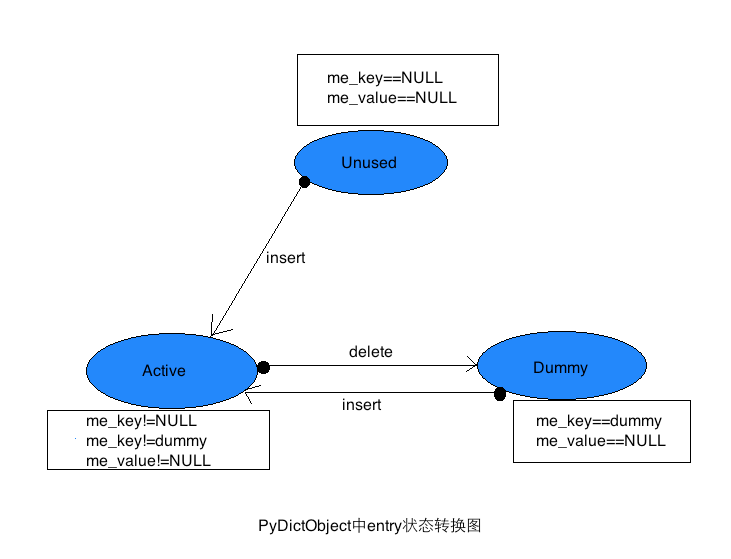 me_key==NULL
me_value==NULL
Unused
insert
delete
Active
Dummy
insert
me_key!=NULL
me_key!=dummy
me_value!=NULL
me_key==dummy
me_value==NULL
PyDictObject中entry状态转换图